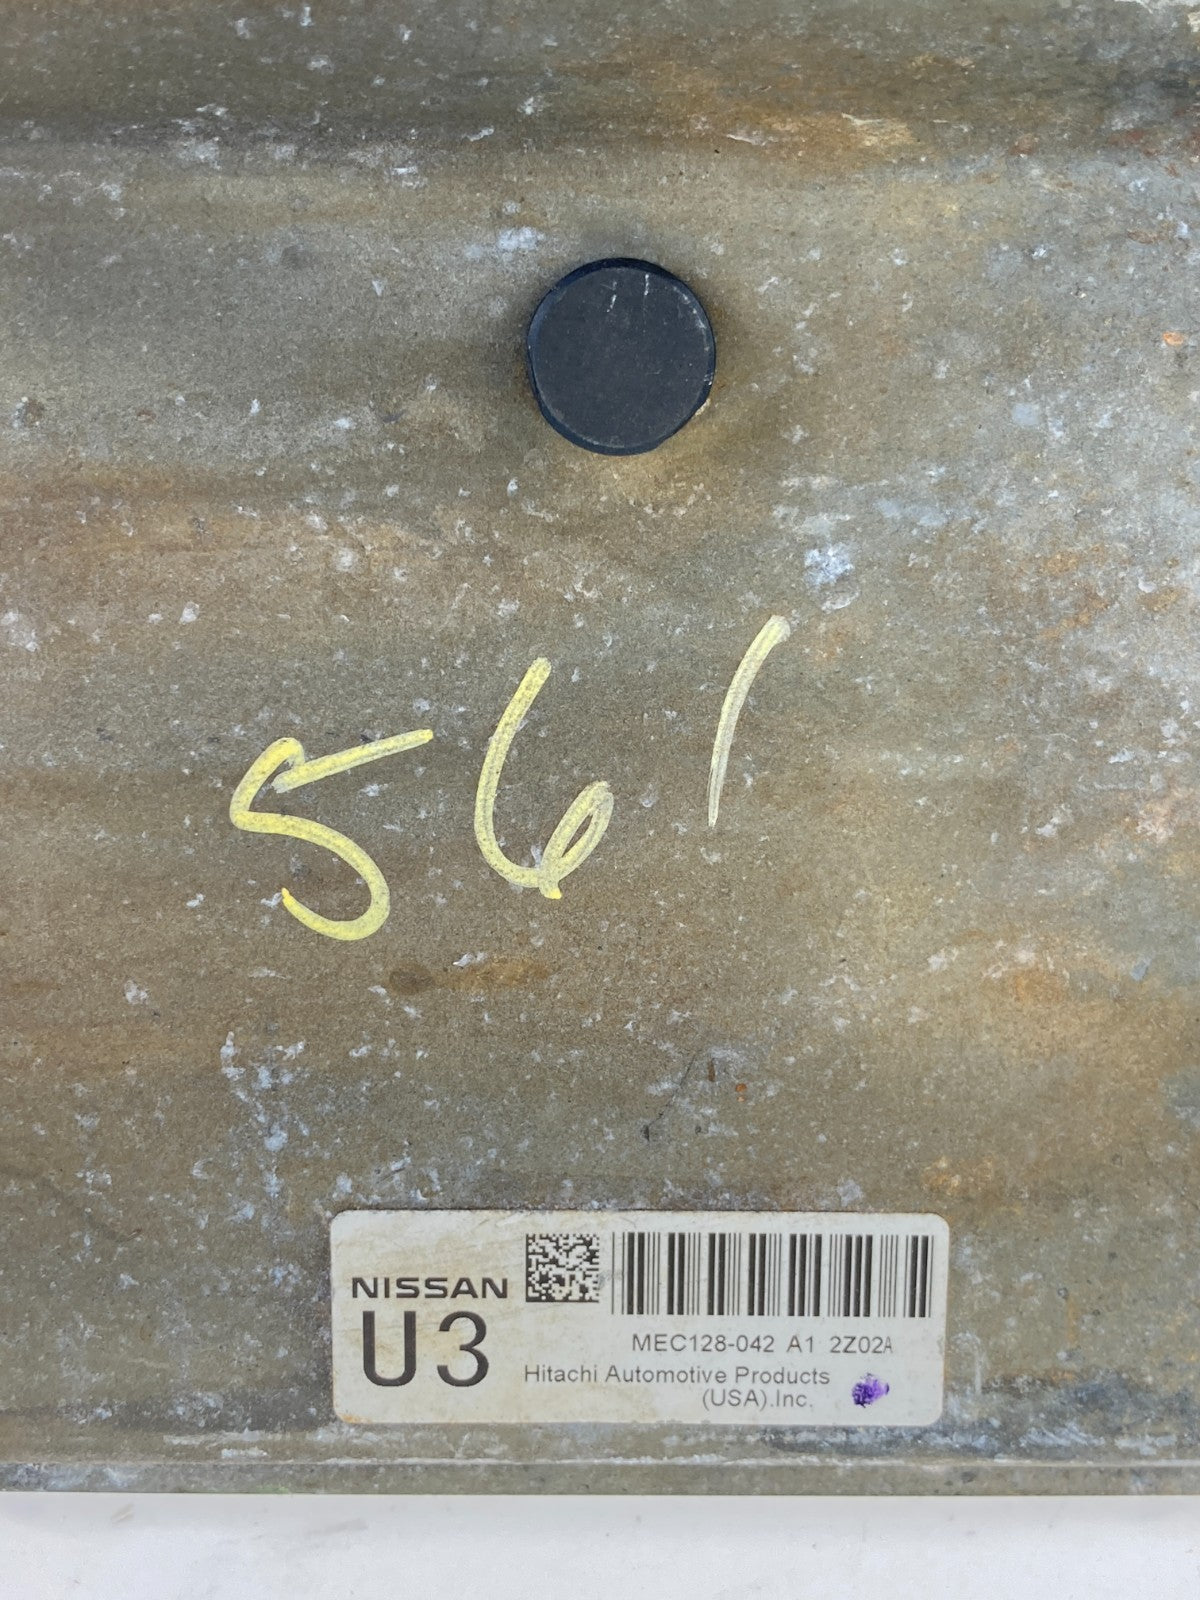 561
NISSAN
U3
MEC128-042 A1 2Z02A
Hitachi Automotive Products
(USA).Inc.